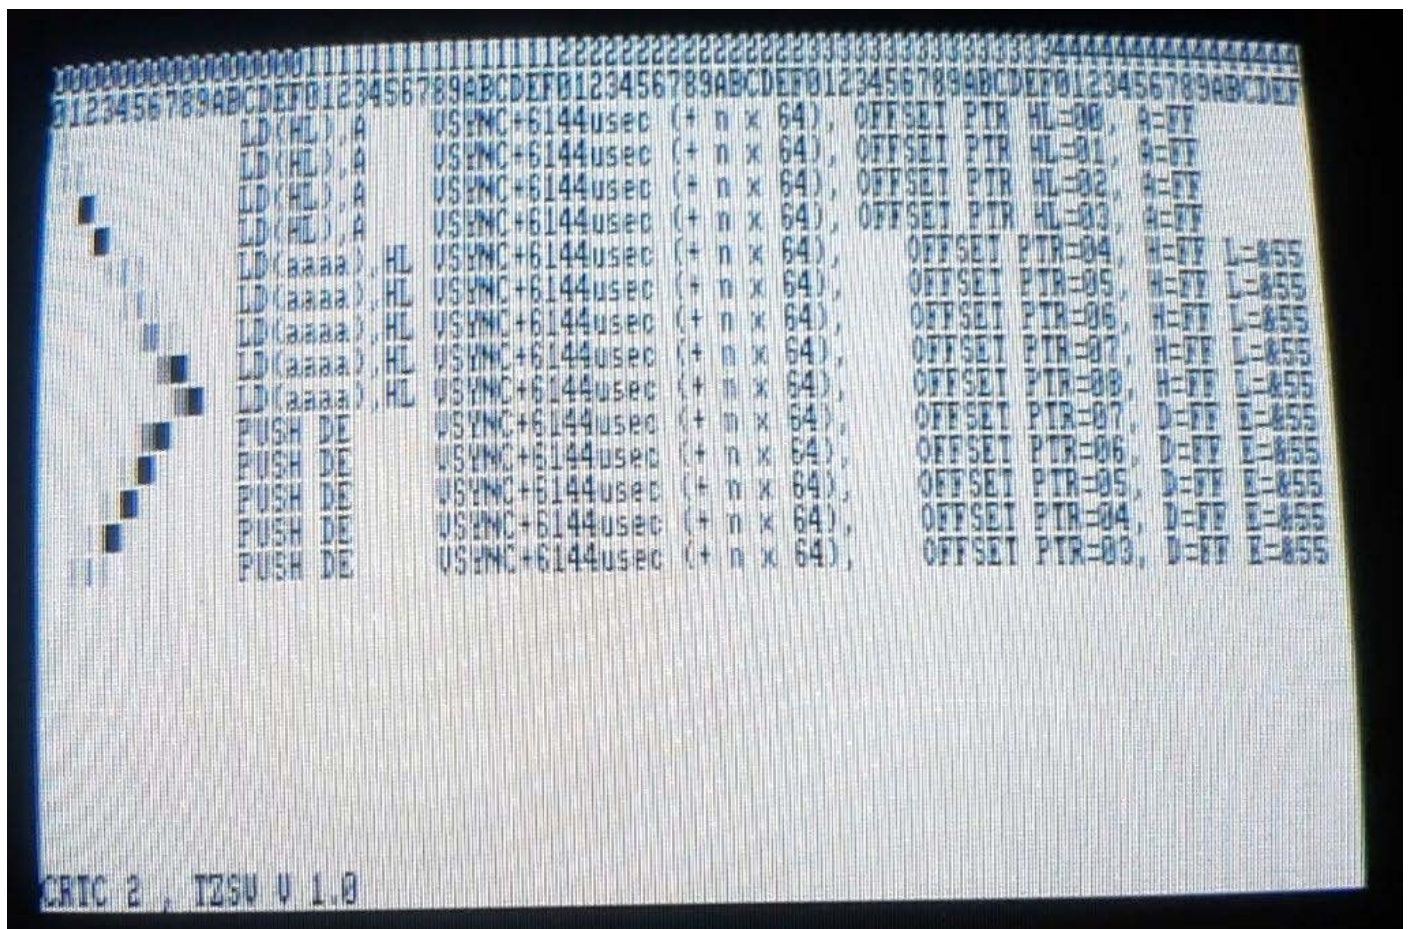 00000000000000001111111111111111222222222222222233333333333333334444444444444444
0123456789ABCDEF0123456789ABCDEF0123456789ABCDEF0123456789ABCDEF0123456789ABCDEF
LD(HL),A VSYNC+6144usec (+ n x 64), OFFSET PTR HL=00, A=FF
LD(HL),A VSYNC+6144usec (+ n x 64), OFFSET PTR HL=01, A=FF
LD(HL),A VSYNC+6144usec (+ n x 64), OFFSET PTR HL=02, A=FF
LD(HL),A VSYNC+6144usec (+ n x 64), OFFSET PTR HL=03, A=FF
LD(aaaa),HL VSYNC+6144usec (+ n x 64), OFFSET PTR=04, H=FF L=&55
LD(aaaa),HL VSYNC+6144usec (+ n x 64), OFFSET PTR=05, H=FF L=&55
LD(aaaa),HL VSYNC+6144usec (+ n x 64), OFFSET PTR=06, H=FF L=&55
LD(aaaa),HL VSYNC+6144usec (+ n x 64), OFFSET PTR=07, H=FF L=&55
LD(aaaa),HL VSYNC+6144usec (+ n x 64), OFFSET PTR=08, H=FF L=&55
PUSH DE VSYNC+6144usec (+ n x 64), OFFSET PTR=07, D=FF E=&55
PUSH DE VSYNC+6144usec (+ n x 64), OFFSET PTR=06, D=FF E=&55
PUSH DE VSYNC+6144usec (+ n x 64), OFFSET PTR=05, D=FF E=&55
PUSH DE VSYNC+6144usec (+ n x 64), OFFSET PTR=04, D=FF E=&55
PUSH DE VSYNC+6144usec (+ n x 64), OFFSET PTR=03, D=FF E=&55
CRTC 2 , TZSV V 1.0